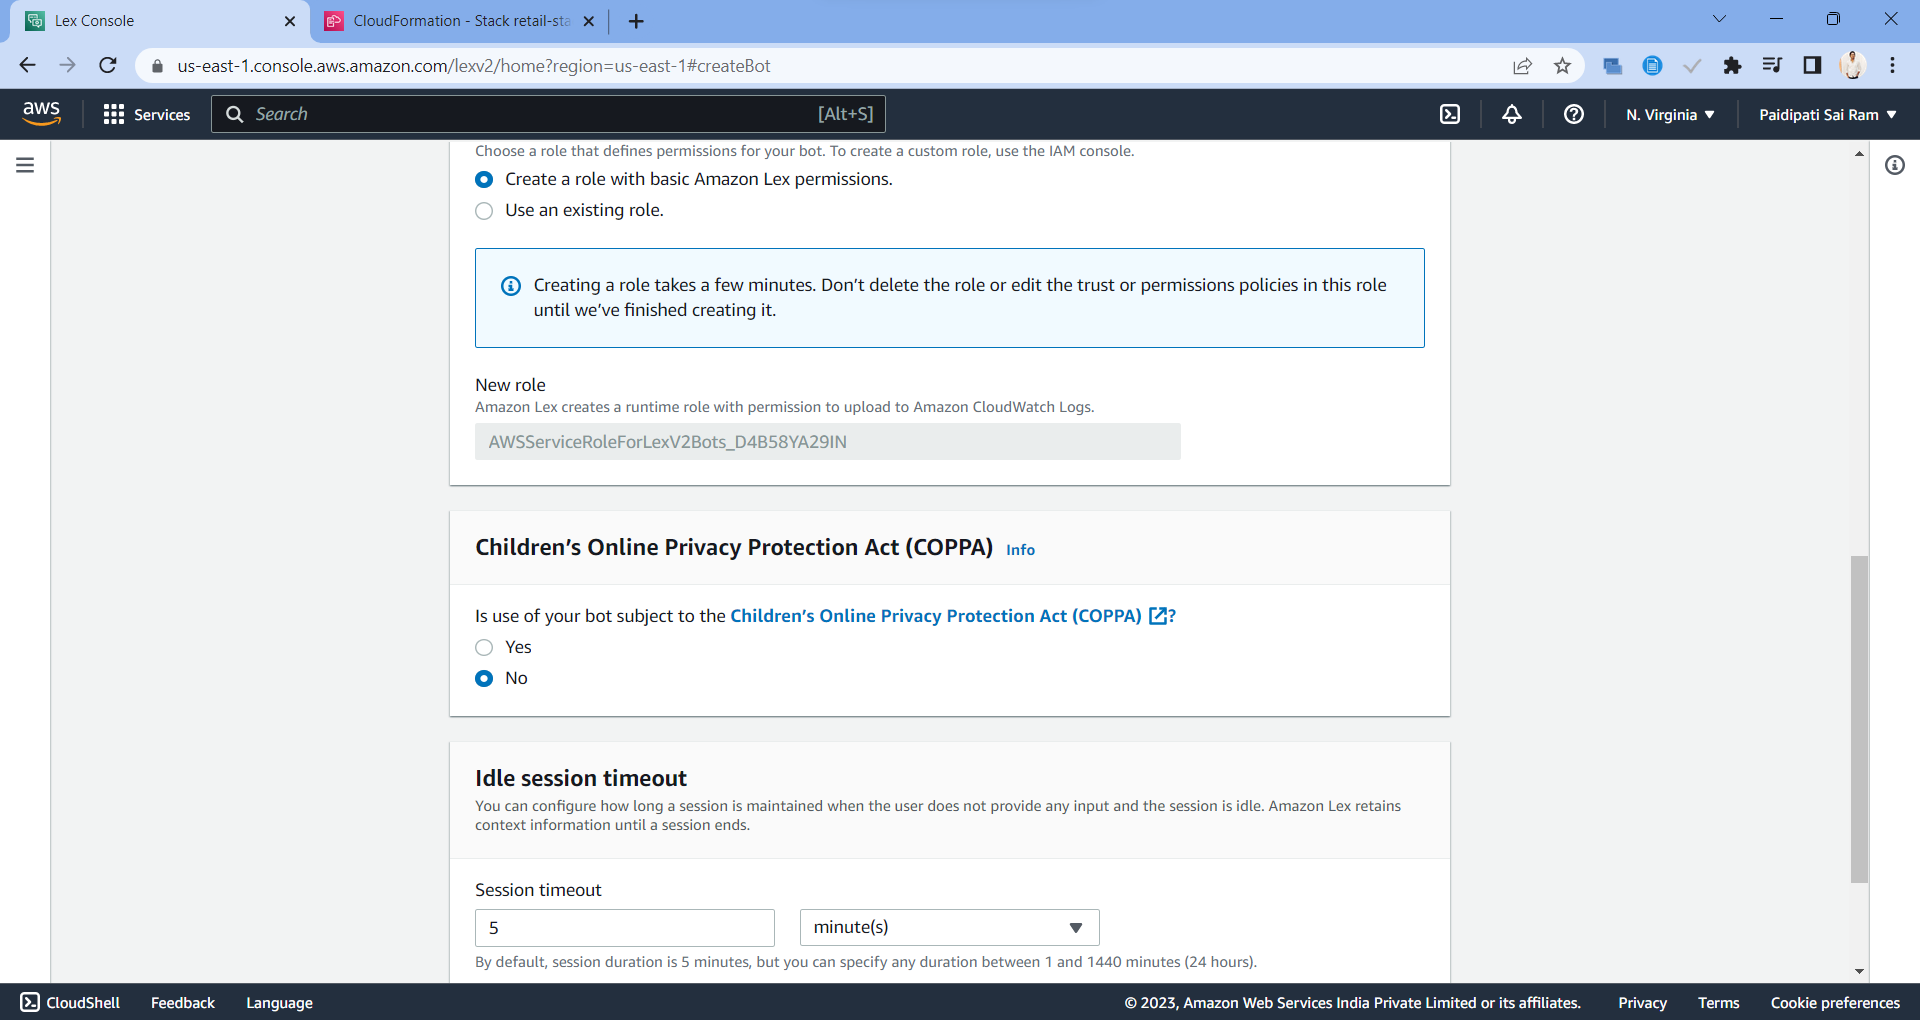 Lex Console
CloudFormation - Stack retail-sta
us-east-1.console.aws.amazon.com/lexv2/home?region=us-east-1#createBot
aws
Services
Search
[Alt+S]
N. Virginia
Paidipati Sai Ram
Choose a role that defines permissions for your bot. To create a custom role, use the IAM console.
Create a role with basic Amazon Lex permissions.
Use an existing role.
Creating a role takes a few minutes. Don’t delete the role or edit the trust or permissions policies in this role
until we’ve finished creating it.
New role
Amazon Lex creates a runtime role with permission to upload to Amazon CloudWatch Logs.
AWSServiceRoleForLexV2Bots_D4B58YA29IN
Children’s Online Privacy Protection Act (COPPA) Info
Is use of your bot subject to the Children’s Online Privacy Protection Act (COPPA) ?
Yes
No
Idle session timeout
You can configure how long a session is maintained when the user does not provide any input and the session is idle. Amazon Lex retains
context information until a session ends.
Session timeout
5
minute(s)
By default, session duration is 5 minutes, but you can specify any duration between 1 and 1440 minutes (24 hours).
CloudShell
Feedback
Language
© 2023, Amazon Web Services India Private Limited or its affiliates.
Privacy
Terms
Cookie preferences